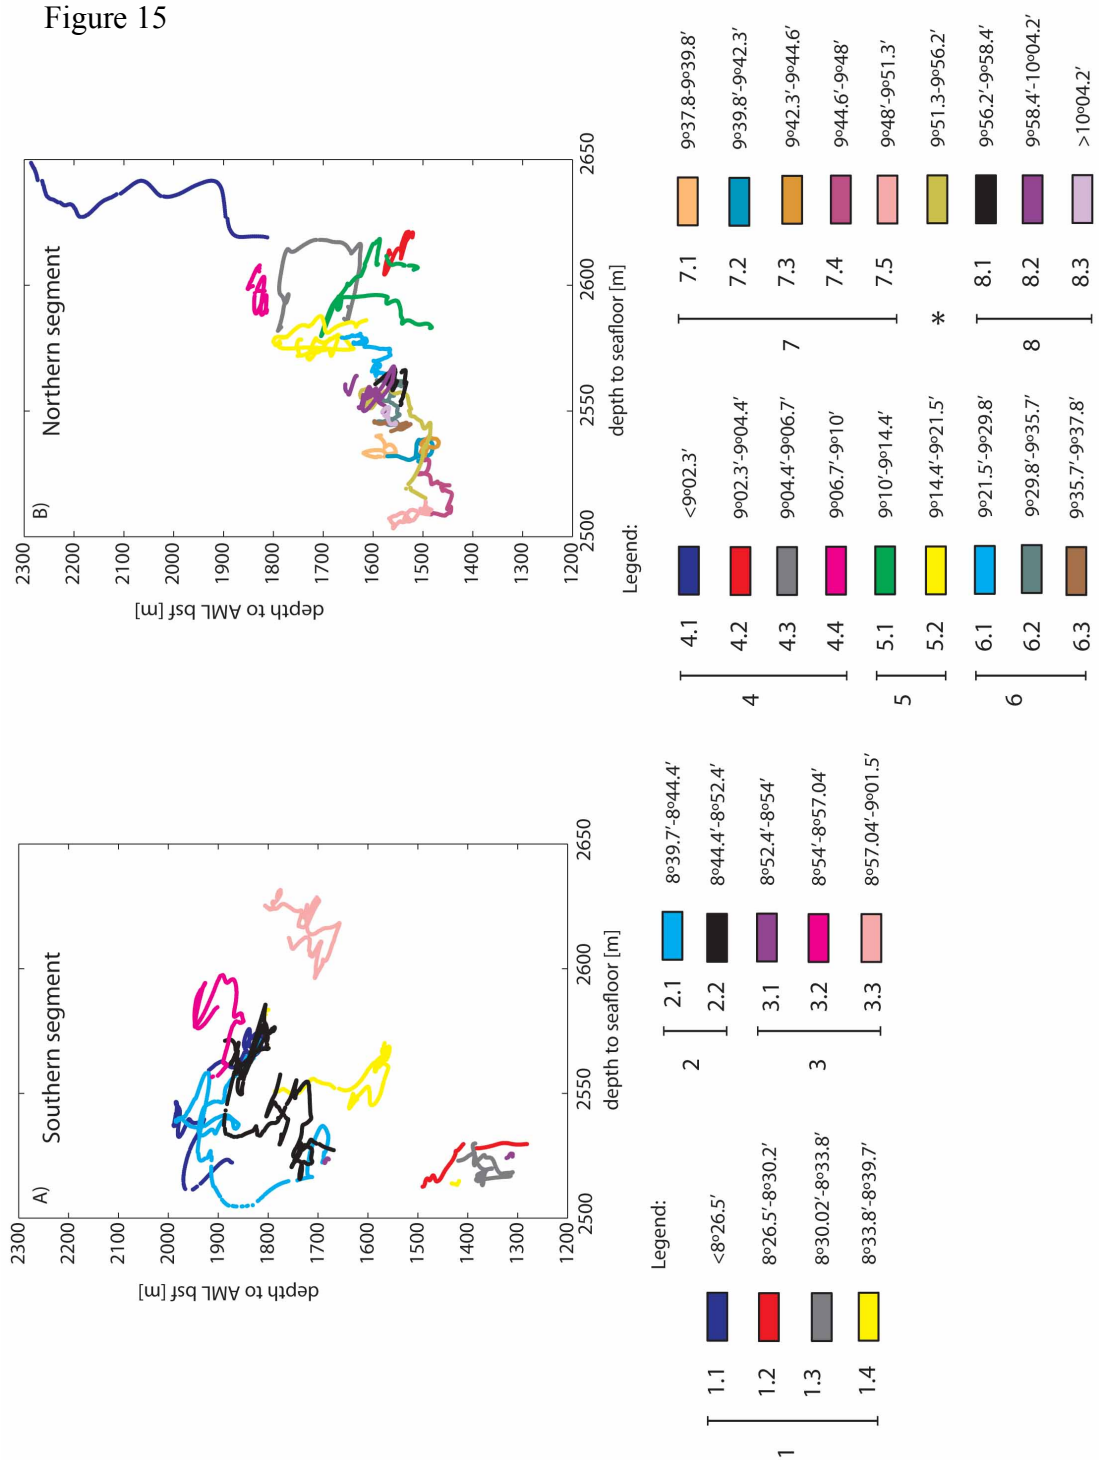 Figure 15
A)
Southern segment
depth to AML bsf [m]
2300
2200
2100
2000
1900
1800
1700
1600
1500
1400
1300
1200
2500
2550
2600
2650
depth to seafloor [m]
Legend:
1
1.1 <8º26.5'
1.2 8º26.5'-8º30.2'
1.3 8º30.02'-8º33.8'
1.4 8º33.8'-8º39.7'
2
2.1 8º39.7'-8º44.4'
2.2 8º44.4'-8º52.4'
3
3.1 8º52.4'-8º54'
3.2 8º54'-8º57.04'
3.3 8º57.04'-9º01.5'
B)
Northern segment
depth to AML bsf [m]
2300
2200
2100
2000
1900
1800
1700
1600
1500
1400
1300
1200
2500
2550
2600
2650
depth to seafloor [m]
Legend:
4
4.1 <9º02.3'
4.2 9º02.3'-9º04.4'
4.3 9º04.4'-9º06.7'
4.4 9º06.7'-9º10'
5
5.1 9º10'-9º14.4'
5.2 9º14.4'-9º21.5'
6
6.1 9º21.5'-9º29.8'
6.2 9º29.8'-9º35.7'
6.3 9º35.7'-9º37.8'
7
7.1 9º37.8-9º39.8'
7.2 9º39.8'-9º42.3'
7.3 9º42.3'-9º44.6'
7.4 9º44.6'-9º48'
7.5 9º48'-9º51.3'
* 9º51.3-9º56.2'
8
8.1 9º56.2'-9º58.4'
8.2 9º58.4'-10º04.2'
8.3 >10º04.2'